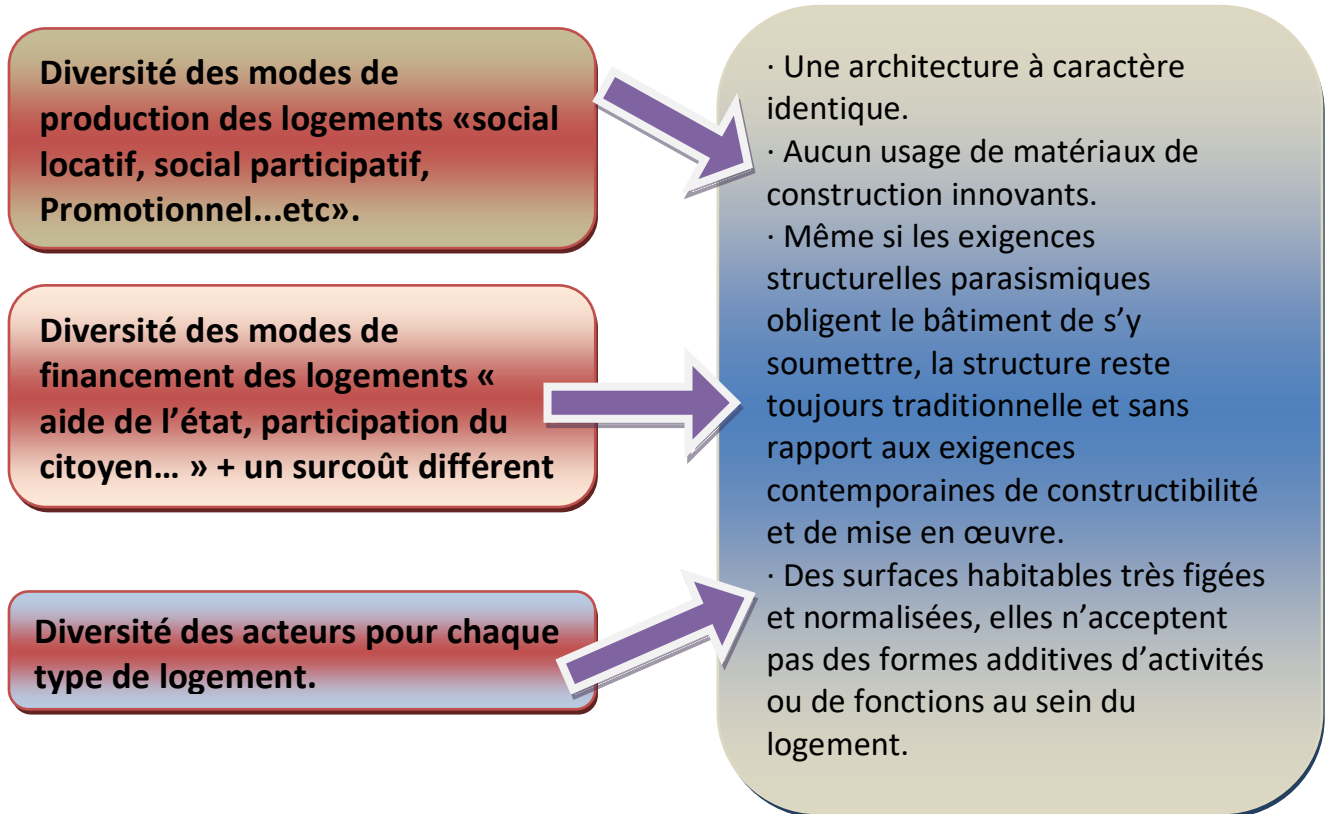 Diversité des modes de
production des logements «social
locatif, social participatif,
Promotionnel...etc».
Diversité des modes de
financement des logements «
aide de l’état, participation du
citoyen… » + un surcoût différent
Diversité des acteurs pour chaque
type de logement.
· Une architecture à caractère
identique.
· Aucun usage de matériaux de
construction innovants.
· Même si les exigences
structurelles parasismiques
obligent le bâtiment de s’y
soumettre, la structure reste
toujours traditionnelle et sans
rapport aux exigences
contemporaines de constructibilité
et de mise en œuvre.
· Des surfaces habitables très figées
et normalisées, elles n’acceptent
pas des formes additives d’activités
ou de fonctions au sein du
logement.